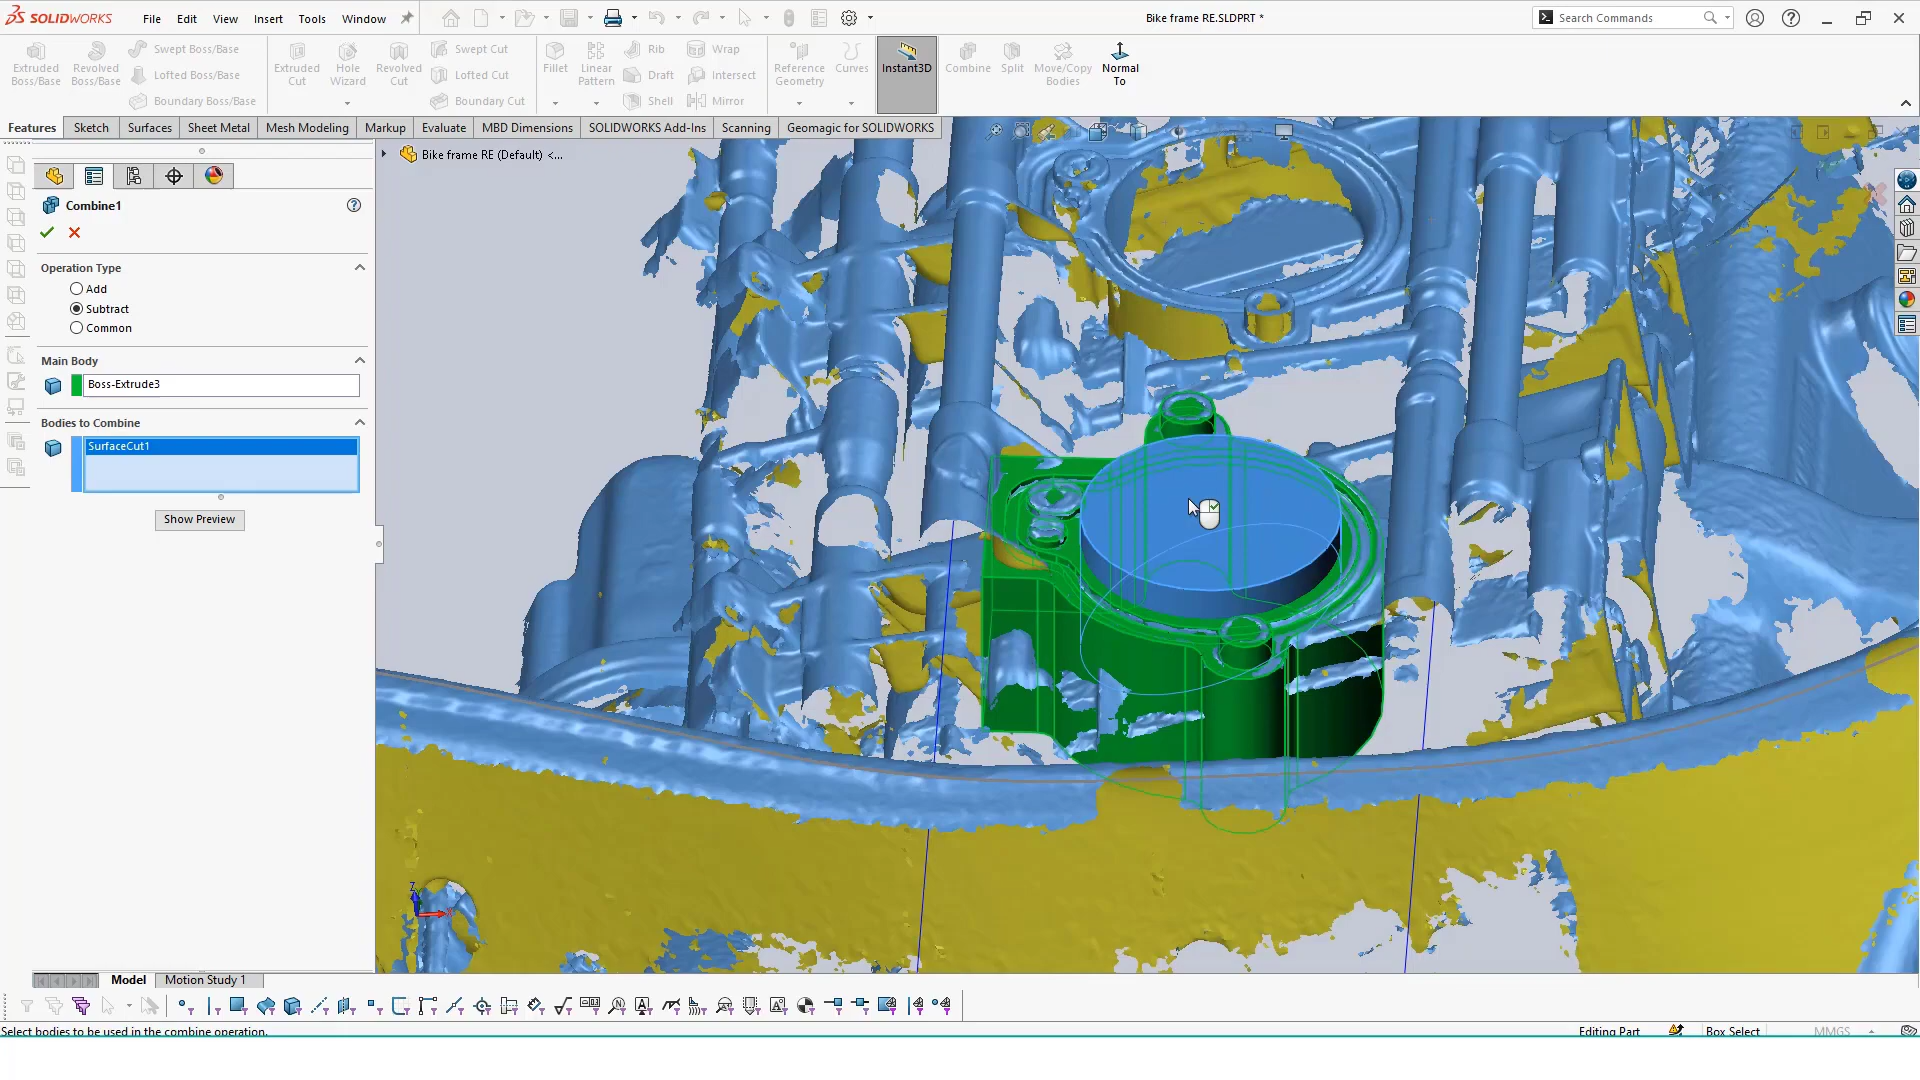 SOLIDWORKS
File Edit View Insert Tools Window
Bike frame RE.SLDPRT *
Search Commands
Extruded Boss/Base
Revolved Boss/Base
Swept Boss/Base
Lofted Boss/Base
Boundary Boss/Base
Extruded Cut
Hole Wizard
Revolved Cut
Swept Cut
Lofted Cut
Boundary Cut
Fillet
Linear Pattern
Rib
Draft
Shell
Wrap
Intersect
Mirror
Reference Geometry
Curves
Instant3D
Combine
Split
Move/Copy Bodies
Normal To
Features Sketch Surfaces Sheet Metal Mesh Modeling Markup Evaluate MBD Dimensions SOLIDWORKS Add-Ins Scanning Geomagic for SOLIDWORKS
Bike frame RE (Default) <...
Combine1
Operation Type
Add
Subtract
Common
Main Body
Boss-Extrude3
Bodies to Combine
SurfaceCut1
Show Preview
Z
X
Model Motion Study 1
Select bodies to be used in the combine operation.
Editing Part Box Select MMGS